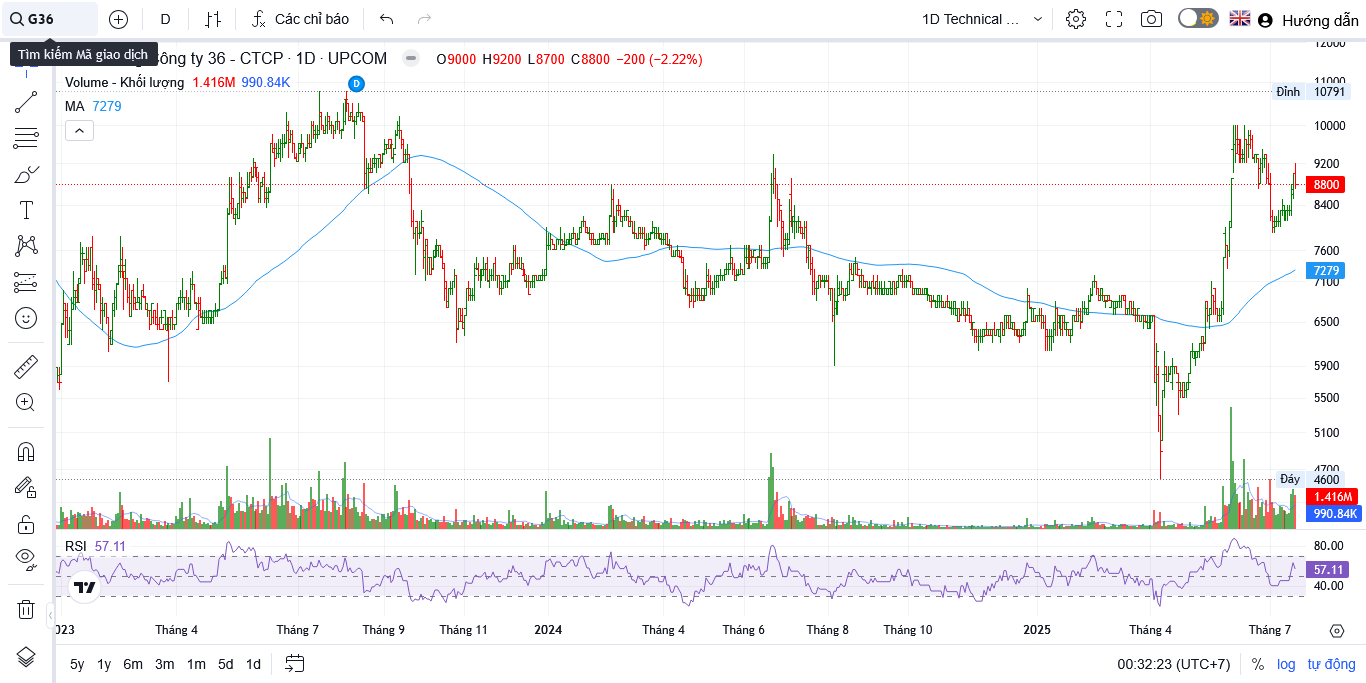 G36
D
Các chỉ báo
1D Technical ...
Hướng dẫn
Tìm kiếm Mã giao dịch
ông ty 36 - CTCP · 1D · UPCOM
O9000 H9200 L8700 C8800 −200 (−2.22%)
Volume - Khối lượng 1.416M 990.84K
D
MA 7279
12000
11000
Đỉnh 10791
10000
9200
8800
8400
7600
7279
7100
6500
5900
5500
5100
4700
Đáy 4600
1.416M
990.84K
RSI 57.11
80.00
57.11
40.00
023 Tháng 4 Tháng 7 Tháng 9 Tháng 11 2024 Tháng 4 Tháng 6 Tháng 8 Tháng 10 2025 Tháng 4 Tháng 7
5y 1y 6m 3m 1m 5d 1d
00:32:23 (UTC+7) % log tự động